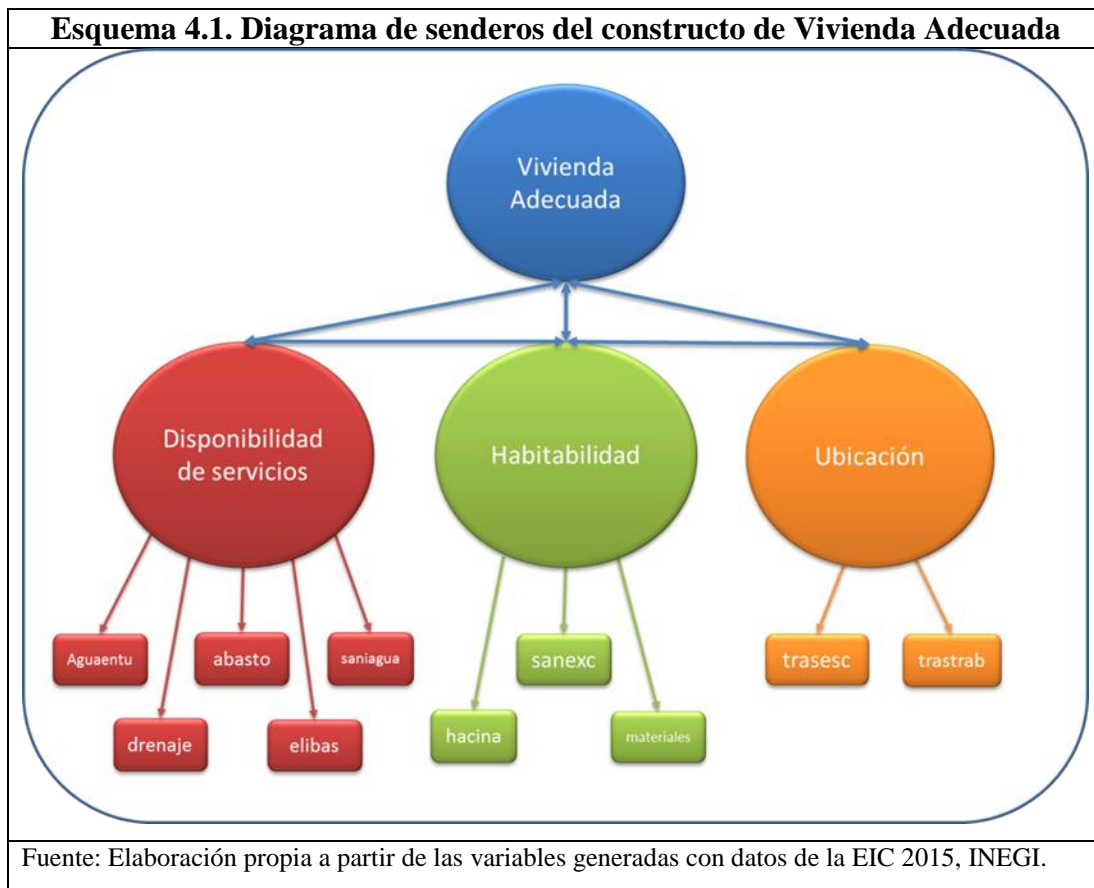 Esquema 4.1. Diagrama de senderos del constructo de Vivienda Adecuada
Vivienda
Adecuada
Disponibilidad
de servicios
Habitabilidad
Ubicación
Aguaentu
abasto
saniagua
sanexc
trasesc
trastrab
drenaje
elibas
hacina
materiales
Fuente: Elaboración propia a partir de las variables generadas con datos de la EIC 2015, INEGI.